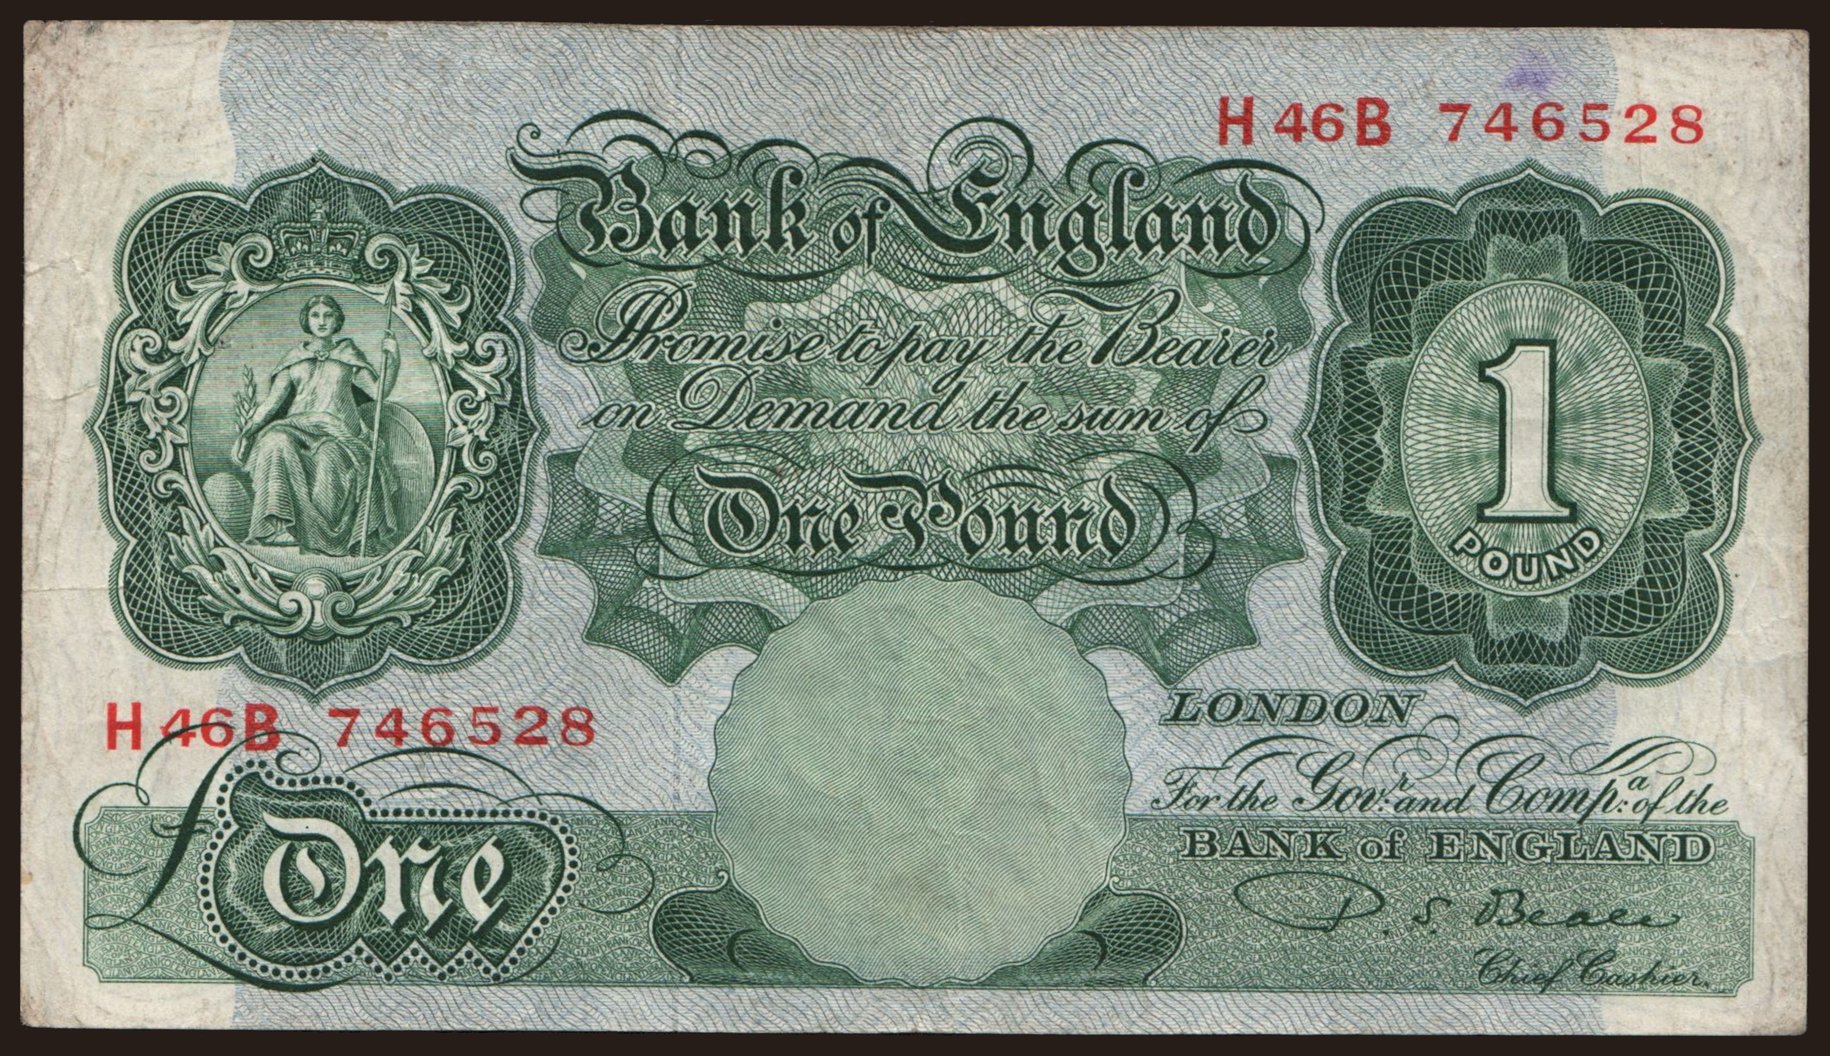 H46B 746528
Bank of England
Promise to pay the Bearer
on Demand the sum of
One Pound
1
POUND
H46B 746528
LONDON
For the Govr: and Compa: of the
BANK of ENGLAND
£One
P. S. Beale
Chief Cashier.